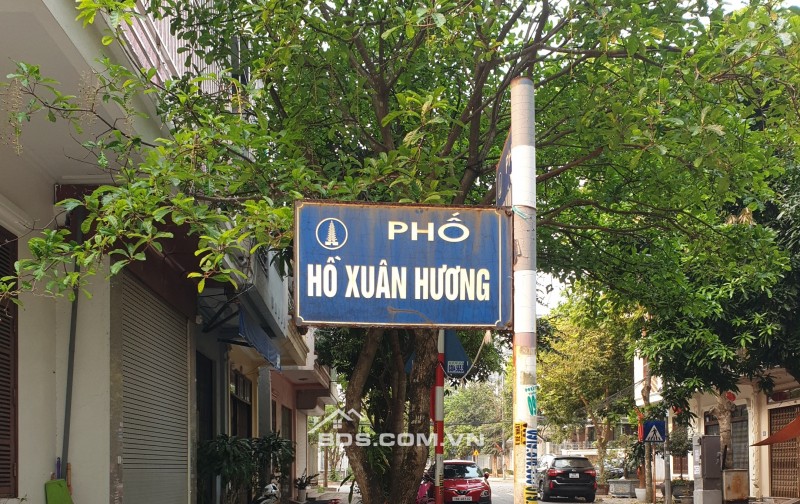 PHỐ
HỒ XUÂN HƯƠNG
BDS.COM.VN